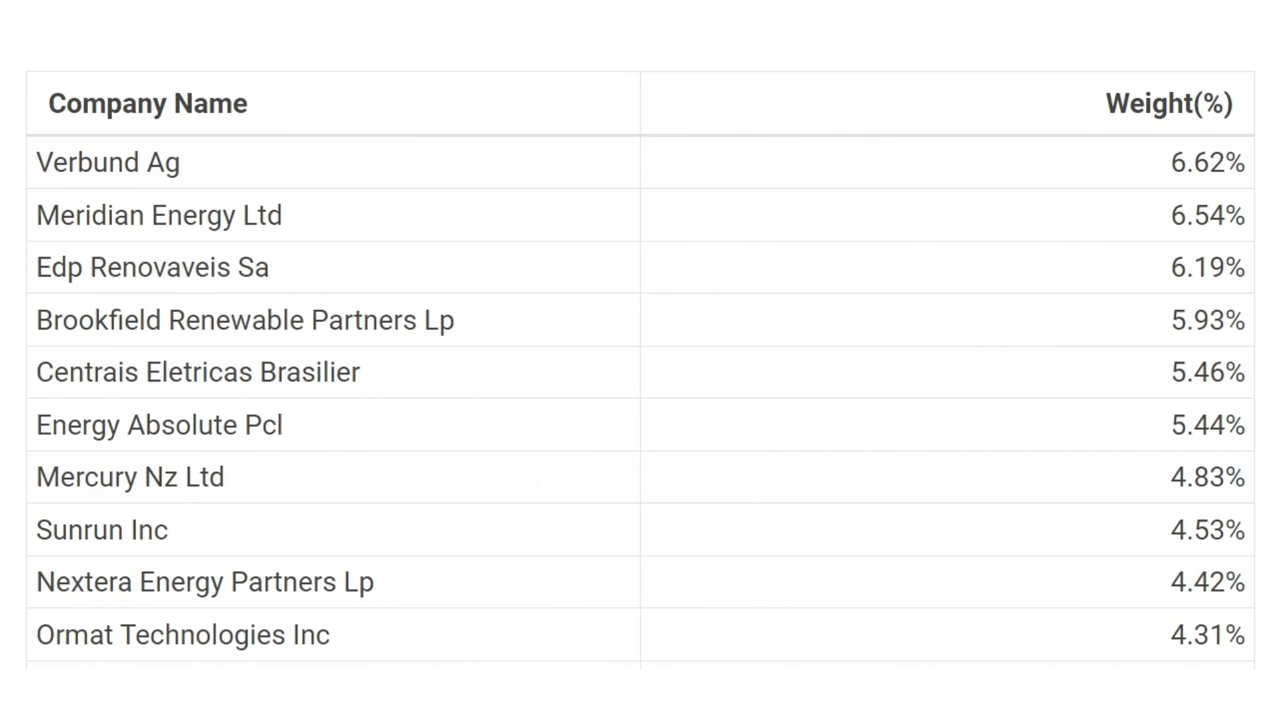 Company Name Weight(%)
Verbund Ag 6.62%
Meridian Energy Ltd 6.54%
Edp Renovaveis Sa 6.19%
Brookfield Renewable Partners Lp 5.93%
Centrais Eletricas Brasilier 5.46%
Energy Absolute Pcl 5.44%
Mercury Nz Ltd 4.83%
Sunrun Inc 4.53%
Nextera Energy Partners Lp 4.42%
Ormat Technologies Inc 4.31%